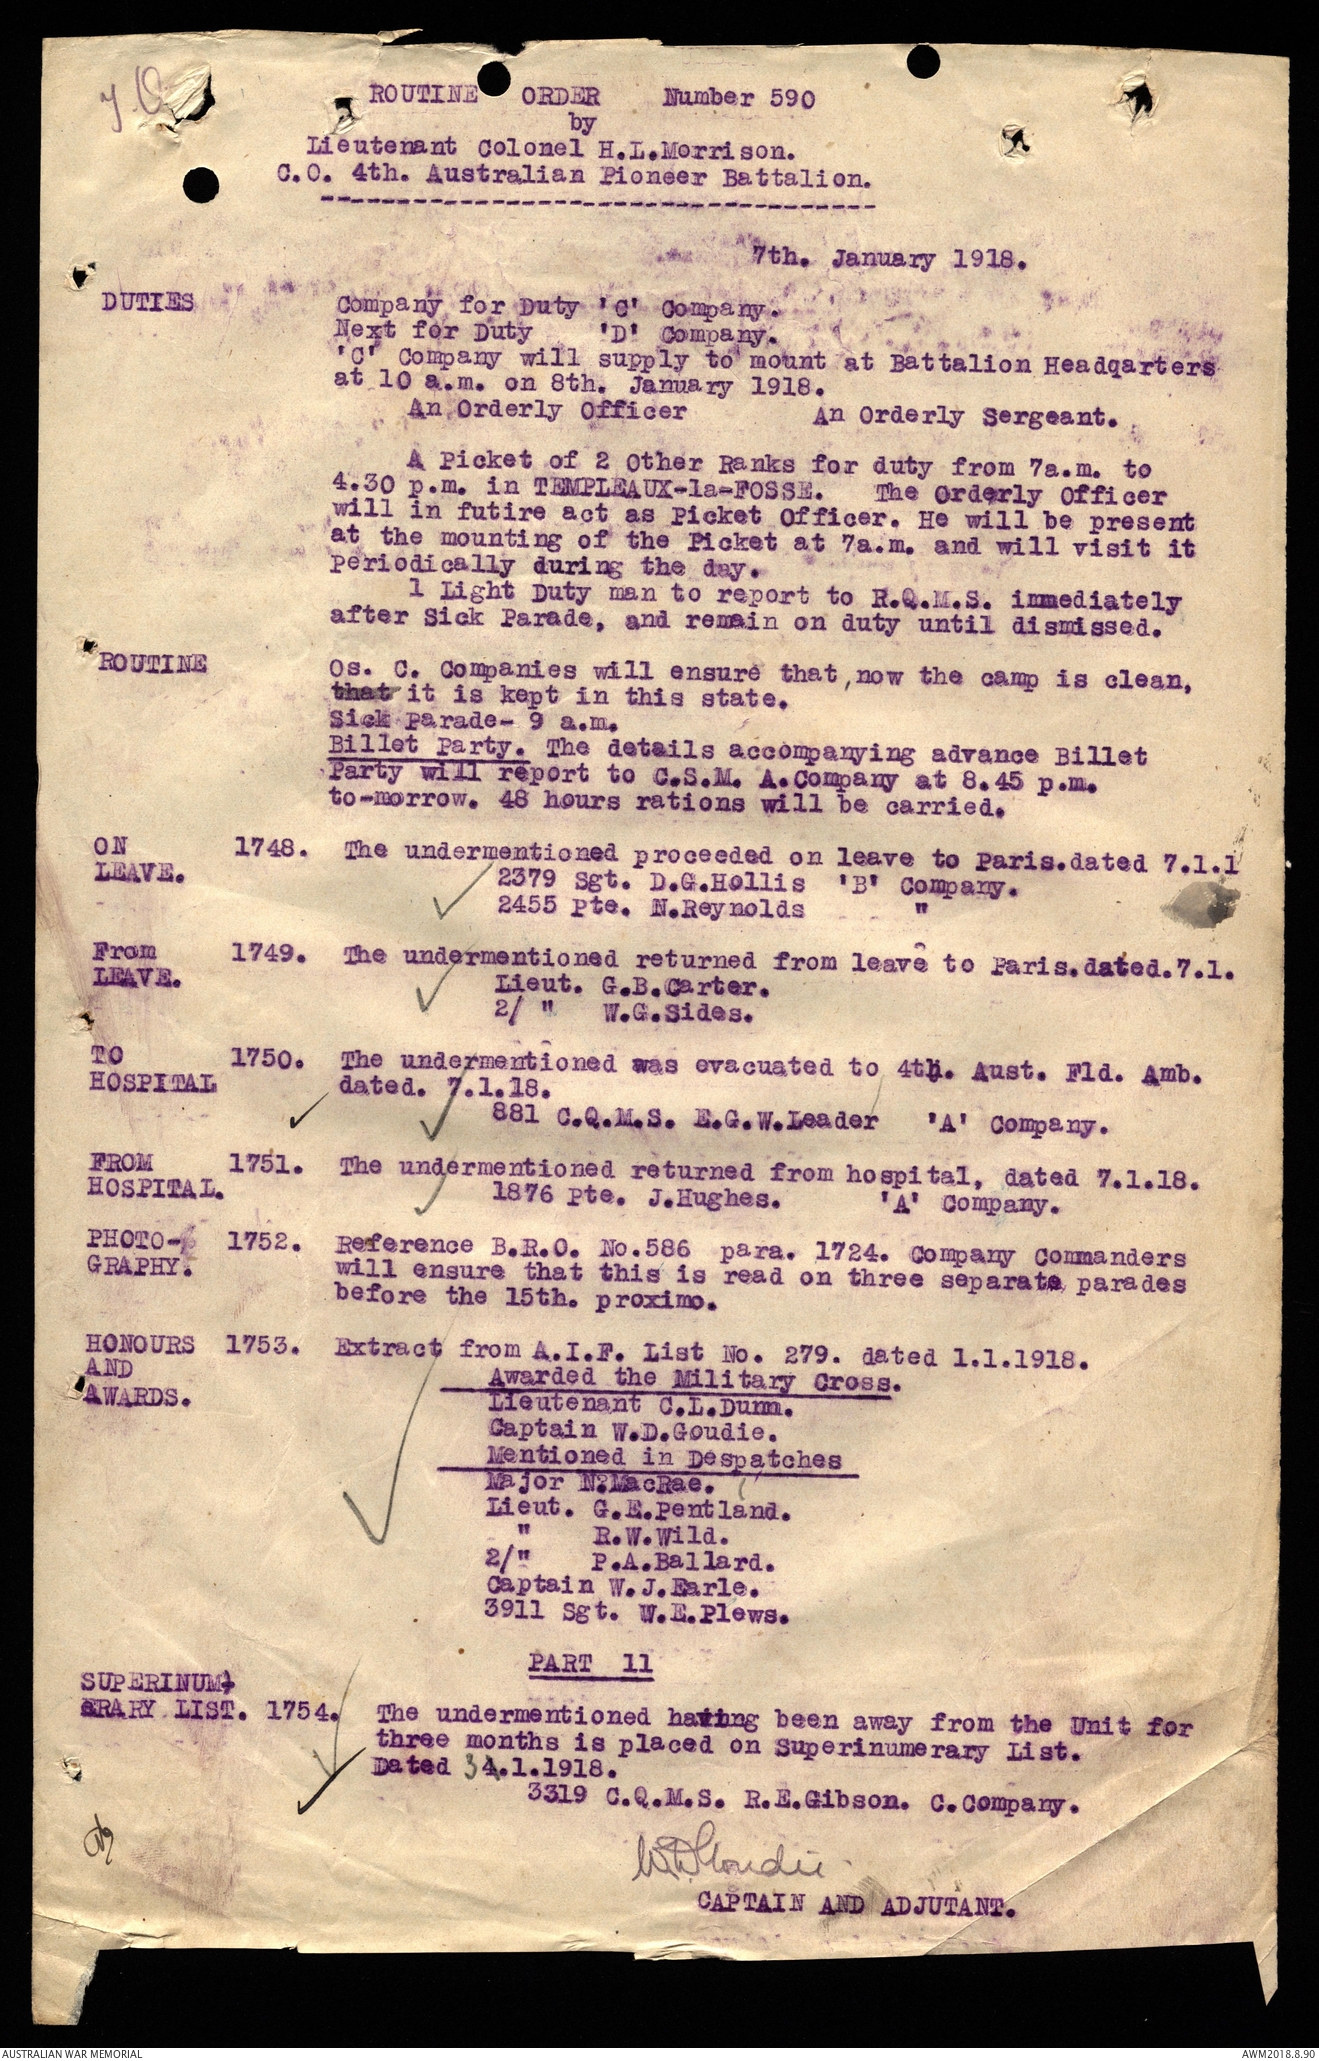 ROUTINE ORDER Number 590
by
Lieutenant Colonel H.L.Morrison.
C.O. 4th. Australian Pioneer Battalion.
7th. January 1918.
DUTIES Company for Duty 'C' Company.
Next for Duty 'D' Company.
'C' Company will supply to mount at Battalion Headqarters
at 10 a.m. on 8th. January 1918.
An Orderly Officer An Orderly Sergeant.
A Picket of 2 Other Ranks for duty from 7a.m. to
4.30 p.m. in TEMPLEAUX-la-FOSSE. The Orderly Officer
will in futire act as Picket Officer. He will be present
at the mounting of the Picket at 7a.m. and will visit it
periodically during the day.
1 Light Duty man to report to R.Q.M.S. immediately
after Sick Parade, and remain on duty until dismissed.
ROUTINE Os. C. Companies will ensure that, now the camp is clean,
that it is kept in this state.
Sick Parade- 9 a.m.
Billet Party. The details accompanying advance Billet
Party will report to C.S.M. A.Company at 8.45 p.m.
to-morrow. 48 hours rations will be carried.
ON 1748. The undermentioned proceeded on leave to Paris.dated 7.1.1
LEAVE. 2379 Sgt. D.G.Hollis 'B' Company.
2455 Pte. N.Reynolds "
From 1749. The undermentioned returned from leave to Paris.dated.7.1.
LEAVE. Lieut. G.B.Carter.
2/ " W.G.Sides.
TO 1750. The undermentioned was evacuated to 4th. Aust. Fld. Amb.
HOSPITAL dated. 7.1.18.
881 C.Q.M.S. E.G.W.Leader 'A' Company.
FROM 1751. The undermentioned returned from hospital, dated 7.1.18.
HOSPITAL. 1876 Pte. J.Hughes. 'A' Company.
PHOTO- 1752. Reference B.R.O. No.586 para. 1724. Company Commanders
GRAPHY. will ensure that this is read on three separate parades
before the 15th. proximo.
HONOURS 1753. Extract from A.I.F. List No. 279. dated 1.1.1918.
AND Awarded the Military Cross.
AWARDS. Lieutenant C.L.Dunn.
Captain W.D.Goudie.
Mentioned in Despatches
Major N.MacRae.
Lieut. G.E.Pentland.
" R.W.Wild.
2/" P.A.Ballard.
Captain W.J.Earle.
3911 Sgt. W.E.Plews.
PART 11
SUPERINUM-
ERARY LIST. 1754. The undermentioned having been away from the Unit for
three months is placed on Superinumerary List.
Dated 4.1.1918.
3319 C.Q.M.S. R.E.Gibson. C.Company.
W.D.Goudie
CAPTAIN AND ADJUTANT.
AUSTRALIAN WAR MEMORIAL AWM2018.8.90